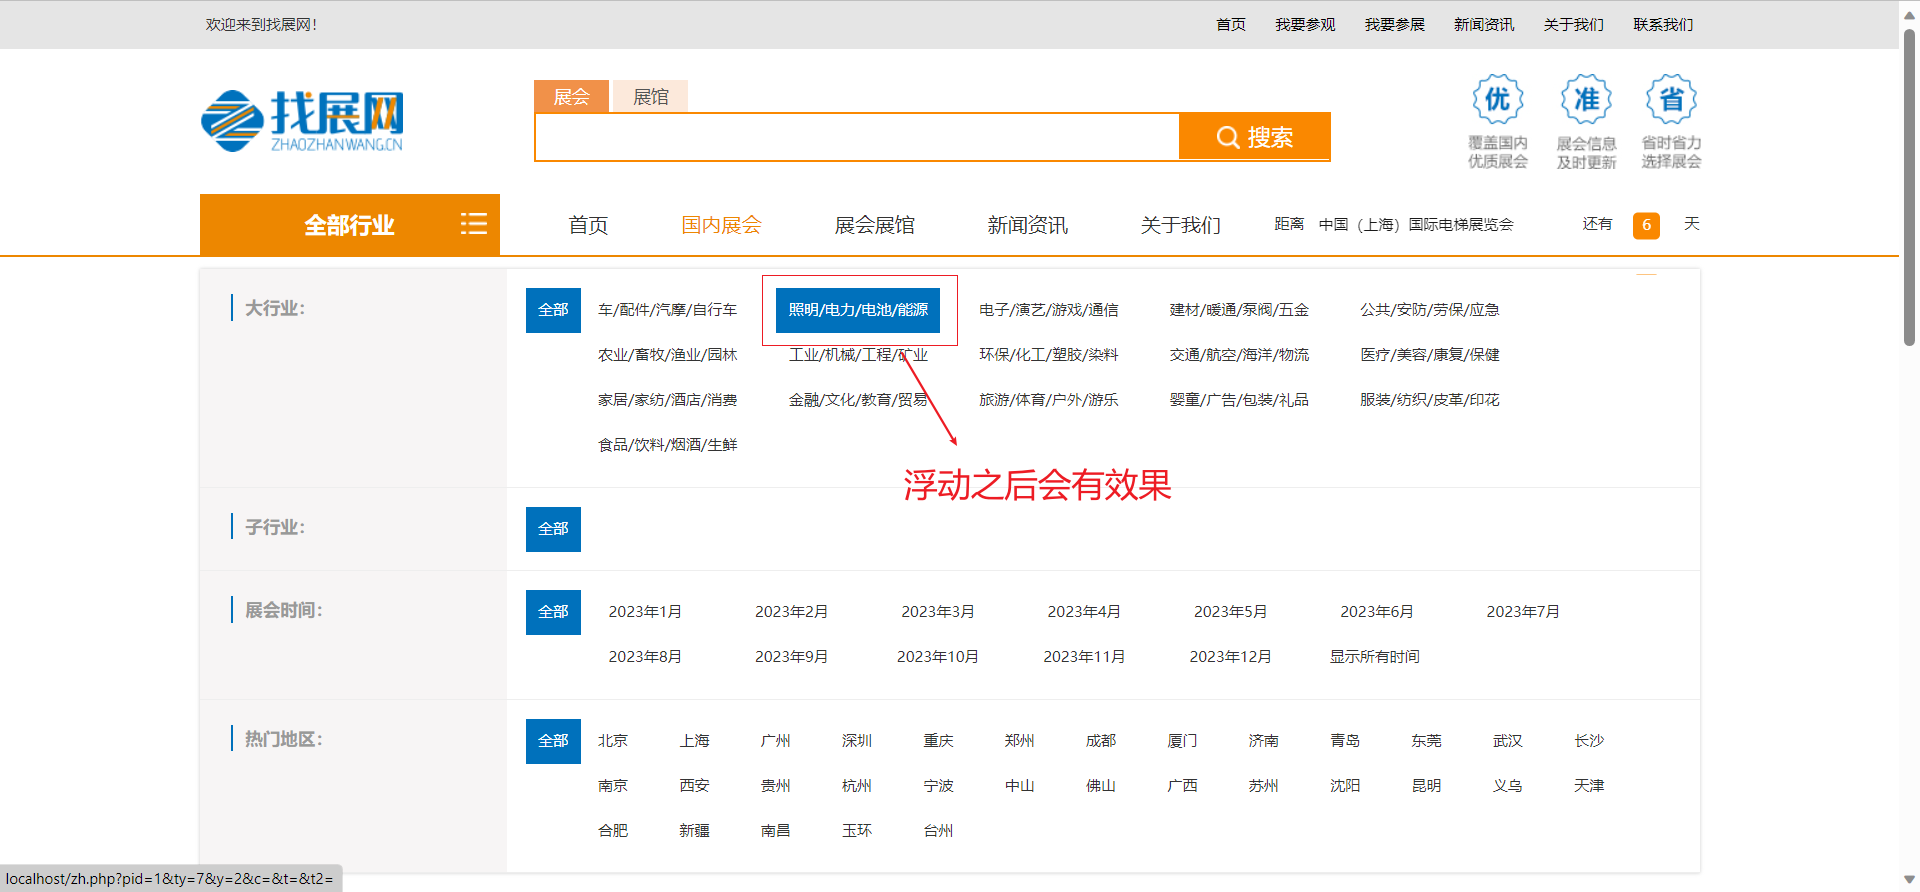 欢迎来到找展网!
首页 我要参观 我要参展 新闻资讯 关于我们 联系我们
找展网
ZHAOZHANWANG.CN
展会 展馆
搜索
优 准 省
覆盖国内 展会信息 省时省力
优质展会 及时更新 选择展会
全部行业 首页 国内展会 展会展馆 新闻资讯 关于我们 距离 中国（上海）国际电梯展览会 还有 6 天
大行业: 全部 车/配件/汽摩/自行车 照明/电力/电池/能源 电子/演艺/游戏/通信 建材/暖通/泵阀/五金 公共/安防/劳保/应急
农业/畜牧/渔业/园林 工业/机械/工程/矿业 环保/化工/塑胶/染料 交通/航空/海洋/物流 医疗/美容/康复/保健
家居/家纺/酒店/消费 金融/文化/教育/贸易 旅游/体育/户外/游乐 婴童/广告/包装/礼品 服装/纺织/皮革/印花
食品/饮料/烟酒/生鲜
浮动之后会有效果
子行业: 全部
展会时间: 全部 2023年1月 2023年2月 2023年3月 2023年4月 2023年5月 2023年6月 2023年7月
2023年8月 2023年9月 2023年10月 2023年11月 2023年12月 显示所有时间
热门地区: 全部 北京 上海 广州 深圳 重庆 郑州 成都 厦门 济南 青岛 东莞 武汉 长沙
南京 西安 贵州 杭州 宁波 中山 佛山 广西 苏州 沈阳 昆明 义乌 天津
合肥 新疆 南昌 玉环 台州
localhost/zh.php?pid=1&ty=7&y=2&c=&t=&t2=